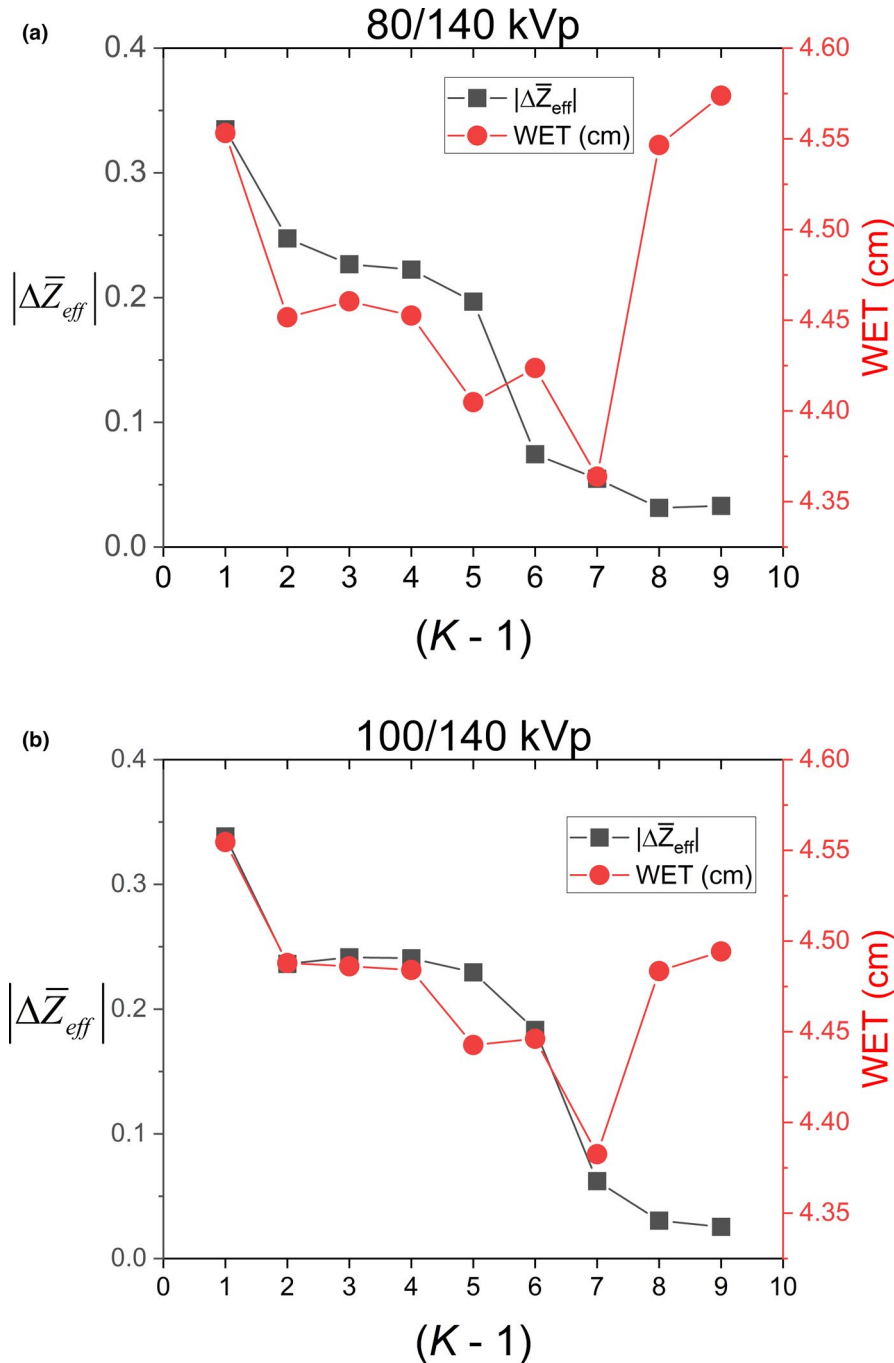 (a)
80/140 kVp
|ΔZ̄eff|
WET (cm)
0.4
0.3
0.2
0.1
0.0
|ΔZ̄eff|
4.60
4.55
4.50
4.45
4.40
4.35
WET (cm)
0 1 2 3 4 5 6 7 8 9 10
(K - 1)
(b)
100/140 kVp
|ΔZ̄eff|
WET (cm)
0.4
0.3
0.2
0.1
0.0
|ΔZ̄eff|
4.60
4.55
4.50
4.45
4.40
4.35
WET (cm)
0 1 2 3 4 5 6 7 8 9 10
(K - 1)